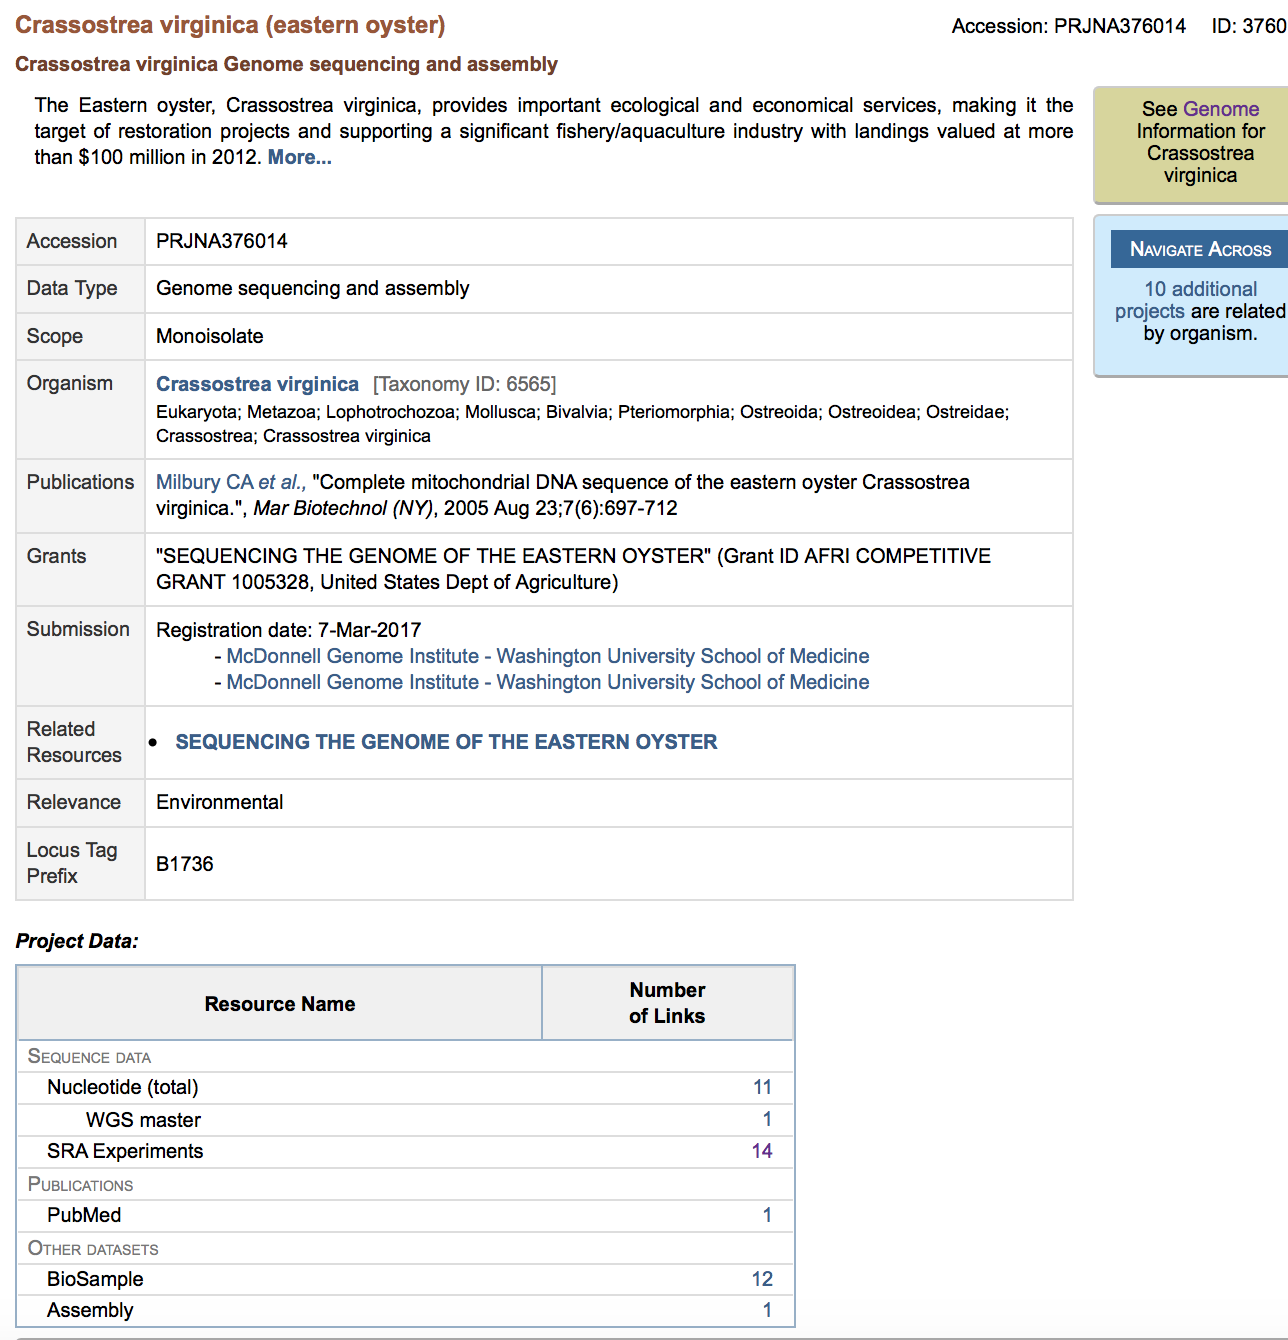 Crassostrea virginica (eastern oyster)
Accession: PRJNA376014 ID: 3760
Crassostrea virginica Genome sequencing and assembly
The Eastern oyster, Crassostrea virginica, provides important ecological and economical services, making it the
target of restoration projects and supporting a significant fishery/aquaculture industry with landings valued at more
than $100 million in 2012. More...
See Genome
Information for
Crassostrea
virginica
NAVIGATE ACROSS
10 additional
projects are related
by organism.
Accession PRJNA376014
Data Type Genome sequencing and assembly
Scope Monoisolate
Organism Crassostrea virginica [Taxonomy ID: 6565]
Eukaryota; Metazoa; Lophotrochozoa; Mollusca; Bivalvia; Pteriomorphia; Ostreoida; Ostreoidea; Ostreidae;
Crassostrea; Crassostrea virginica
Publications Milbury CA et al., "Complete mitochondrial DNA sequence of the eastern oyster Crassostrea
virginica.", Mar Biotechnol (NY), 2005 Aug 23;7(6):697-712
Grants "SEQUENCING THE GENOME OF THE EASTERN OYSTER" (Grant ID AFRI COMPETITIVE
GRANT 1005328, United States Dept of Agriculture)
Submission Registration date: 7-Mar-2017
- McDonnell Genome Institute - Washington University School of Medicine
- McDonnell Genome Institute - Washington University School of Medicine
Related
Resources
• SEQUENCING THE GENOME OF THE EASTERN OYSTER
Relevance Environmental
Locus Tag
Prefix
B1736
Project Data:
Resource Name
Number
of Links
SEQUENCE DATA
Nucleotide (total) 11
WGS master 1
SRA Experiments 14
PUBLICATIONS
PubMed 1
OTHER DATASETS
BioSample 12
Assembly 1